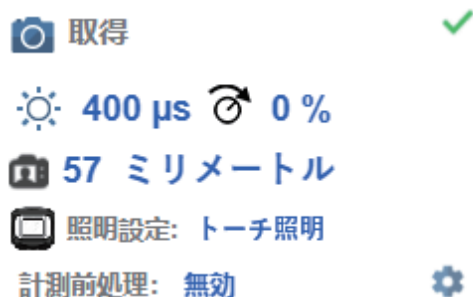 取得
400 µs 0 %
57 ミリメートル
照明設定: トーチ照明
計測前処理: 無効